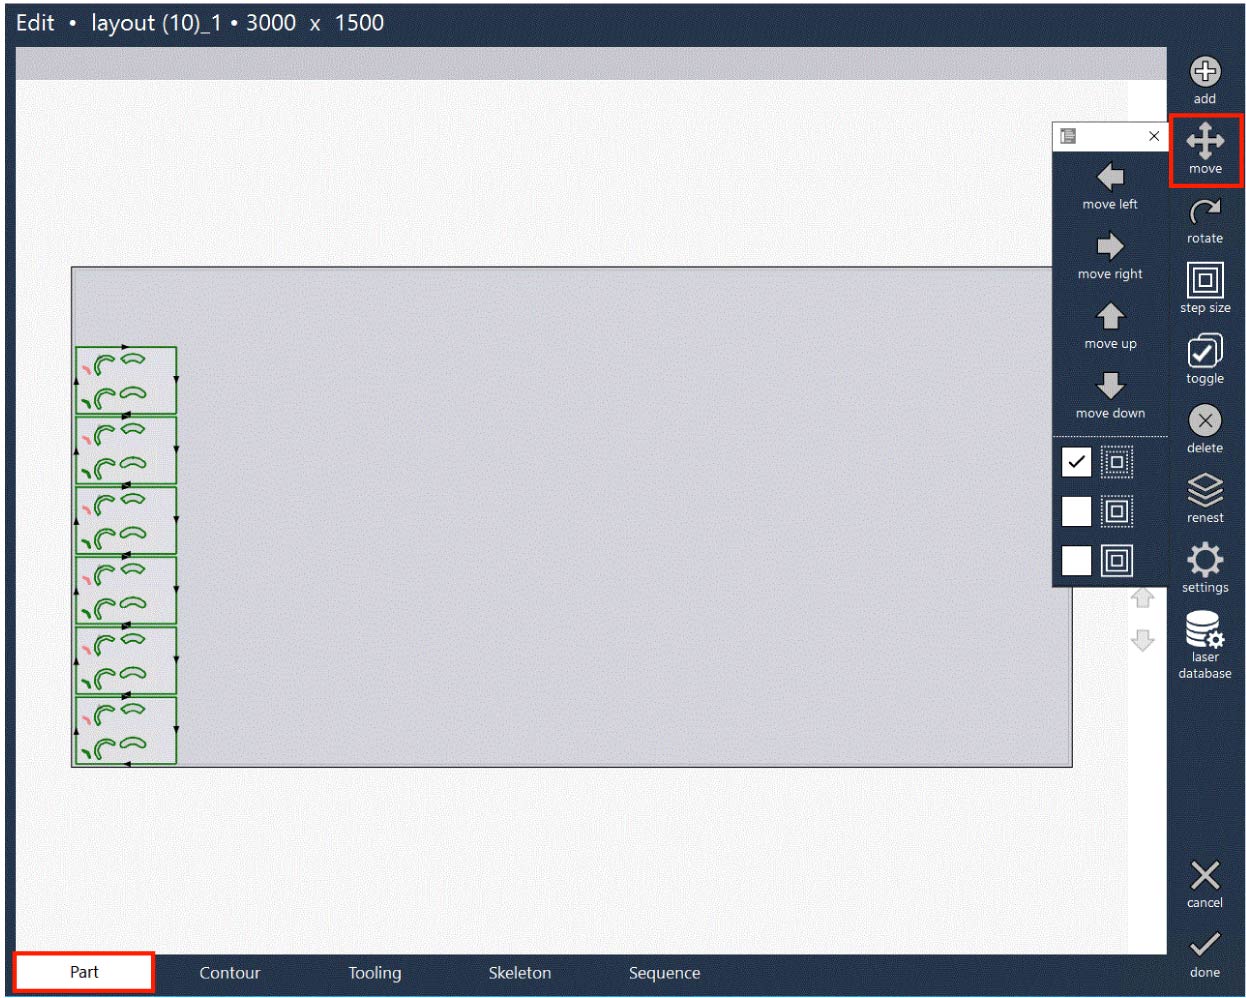 Edit • layout (10)_1 • 3000 x 1500
add
move
move left
rotate
move right
step size
move up
toggle
move down
delete
renest
settings
laser
database
cancel
done
Part
Contour
Tooling
Skeleton
Sequence